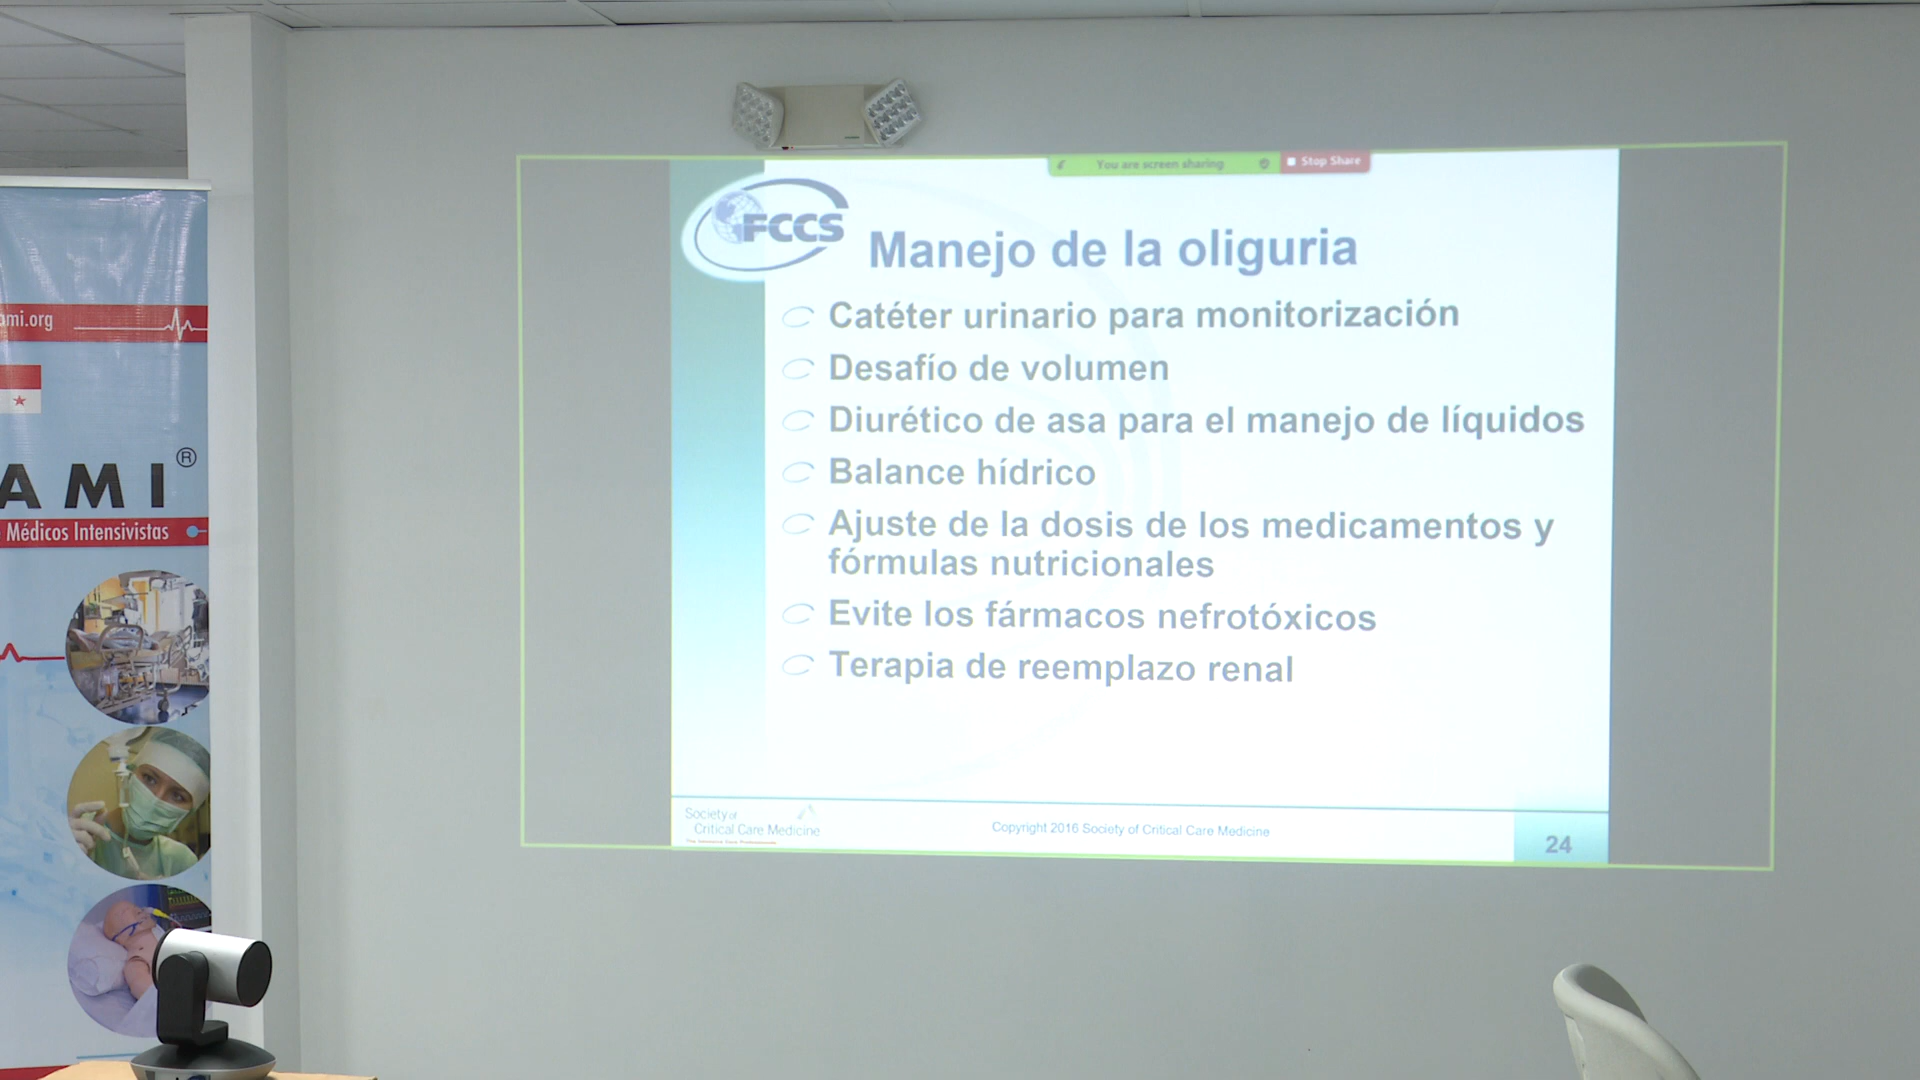 You are screen sharing
Stop Share
FCCS
Manejo de la oliguria
Catéter urinario para monitorización
Desafío de volumen
Diurético de asa para el manejo de líquidos
Balance hídrico
Ajuste de la dosis de los medicamentos y
fórmulas nutricionales
Evite los fármacos nefrotóxicos
Terapia de reemplazo renal
Society of
Critical Care Medicine
Copyright 2016 Society of Critical Care Medicine
24
ami.org
AMI®
Médicos Intensivistas